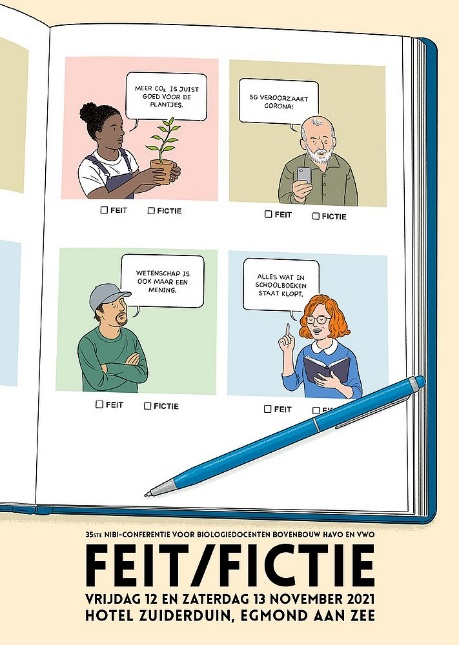 MEER CO₂ IS JUIST
GOED VOOR DE
PLANTJES.
5G VEROORZAAKT
CORONA!
FEIT FICTIE
FEIT FICTIE
WETENSCHAP IS
OOK MAAR EEN
MENING.
ALLES WAT IN
SCHOOLBOEKEN
STAAT KLOPT.
FEIT FICTIE
FEIT
35STE NIBI-CONFERENTIE VOOR BIOLOGIEDOCENTEN BOVENBOUW HAVO EN VWO
FEIT/FICTIE
VRIJDAG 12 EN ZATERDAG 13 NOVEMBER 2021
HOTEL ZUIDERDUIN, EGMOND AAN ZEE